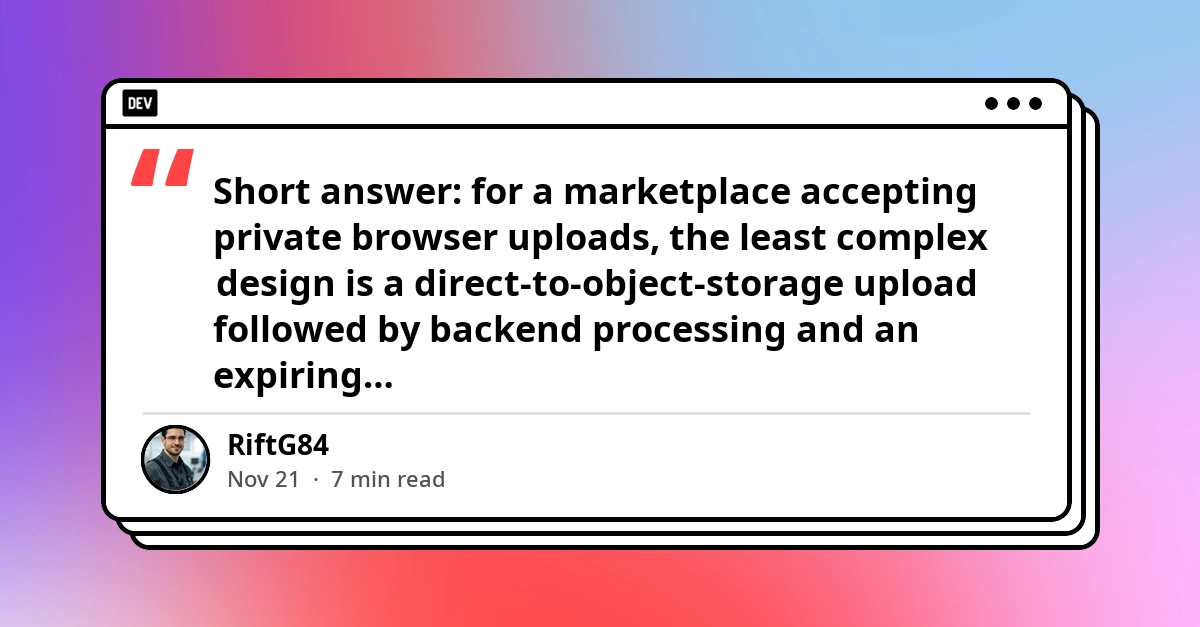 DEV
“
Short answer: for a marketplace accepting
private browser uploads, the least complex
design is a direct-to-object-storage upload
followed by backend processing and an
expiring...
RiftG84
Nov 21 · 7 min read